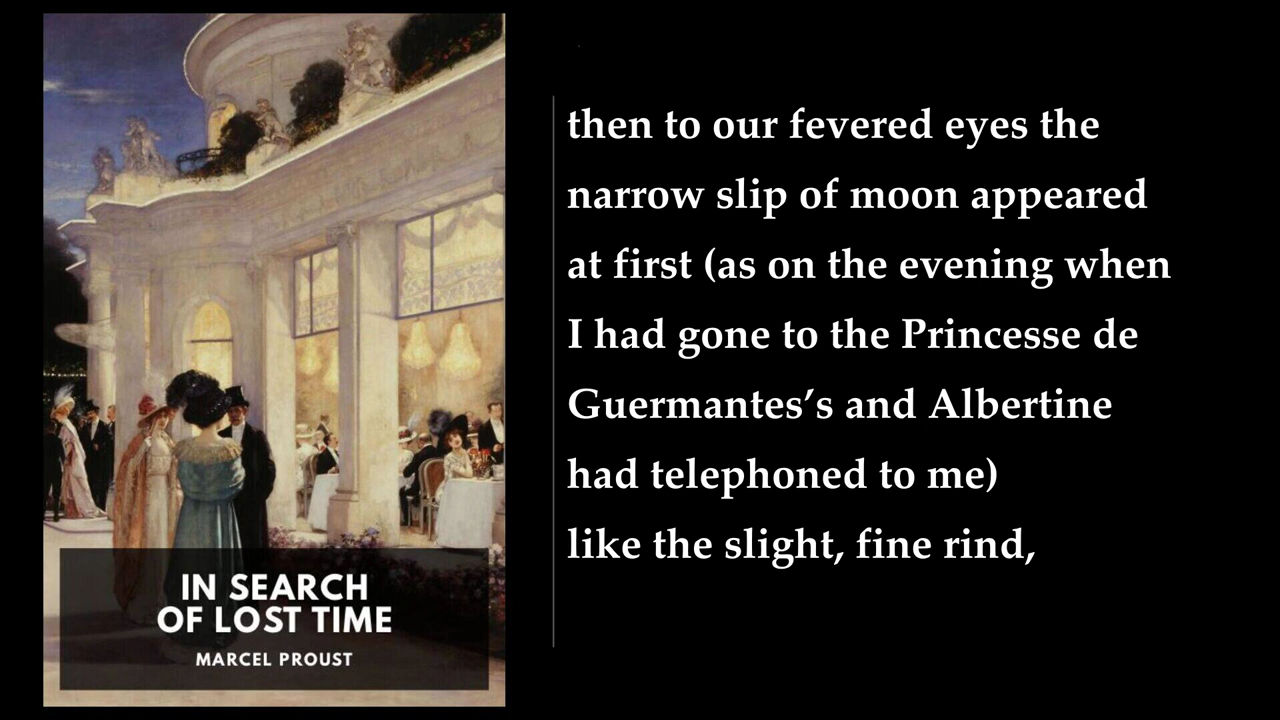 then to our fevered eyes the
narrow slip of moon appeared
at first (as on the evening when
I had gone to the Princesse de
Guermantes’s and Albertine
had telephoned to me)
like the slight, fine rind,
IN SEARCH
OF LOST TIME
MARCEL PROUST